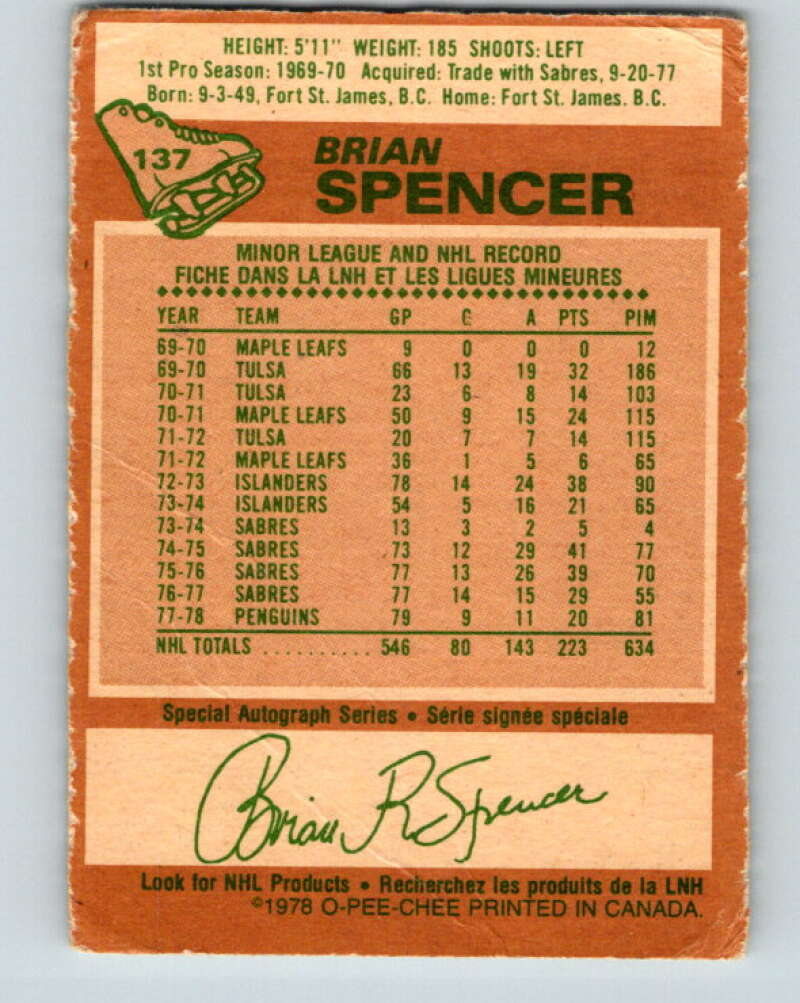 HEIGHT: 5'11" WEIGHT: 185 SHOOTS: LEFT
1st Pro Season: 1969-70 Acquired: Trade with Sabres, 9-20-77
Born: 9-3-49, Fort St. James, B.C. Home: Fort St. James. B.C.
137
BRIAN
SPENCER
MINOR LEAGUE AND NHL RECORD
FICHE DANS LA LNH ET LES LIGUES MINEURES
YEAR TEAM GP G A PTS PIM
69-70 MAPLE LEAFS 9 0 0 0 12
69-70 TULSA 66 13 19 32 186
70-71 TULSA 23 6 8 14 103
70-71 MAPLE LEAFS 50 9 15 24 115
71-72 TULSA 20 7 7 14 115
71-72 MAPLE LEAFS 36 1 5 6 65
72-73 ISLANDERS 78 14 24 38 90
73-74 ISLANDERS 54 5 16 21 65
73-74 SABRES 13 3 2 5 4
74-75 SABRES 73 12 29 41 77
75-76 SABRES 77 13 26 39 70
76-77 SABRES 77 14 15 29 55
77-78 PENGUINS 79 9 11 20 81
NHL TOTALS .......... 546 80 143 223 634
Special Autograph Series • Série signée spéciale
Brian R Spencer
Look for NHL Products • Recherchez les produits de la LNH
©1978 O-PEE-CHEE PRINTED IN CANADA.